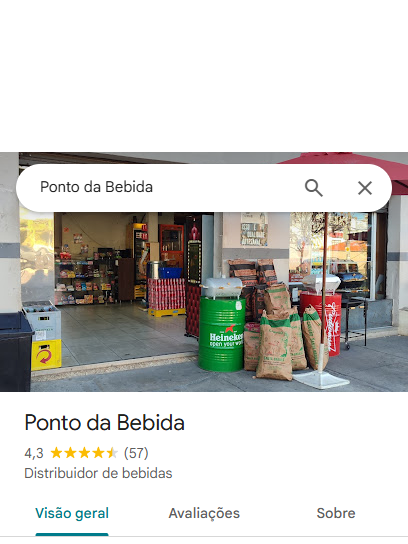 Ponto da Bebida
Heineken
open your world
Ponto da Bebida
4,3 (57)
Distribuidor de bebidas
Visão geral
Avaliações
Sobre